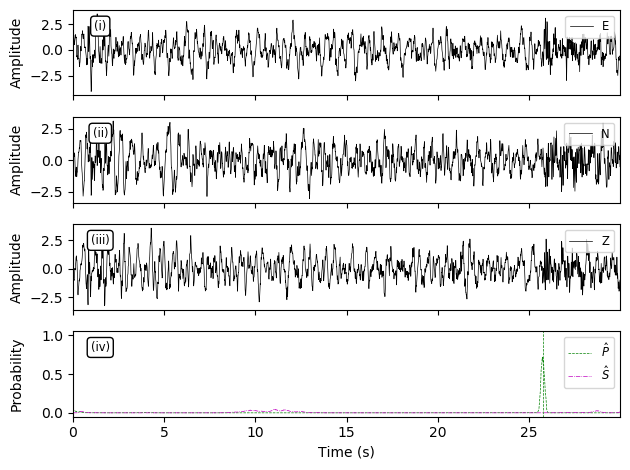 (i)
E
Amplitude
2.5
0.0
−2.5
(ii)
N
Amplitude
2.5
0.0
−2.5
(iii)
Z
Amplitude
2.5
0.0
−2.5
(iv)
P̂
Ŝ
Probability
1.0
0.5
0.0
0 5 10 15 20 25
Time (s)